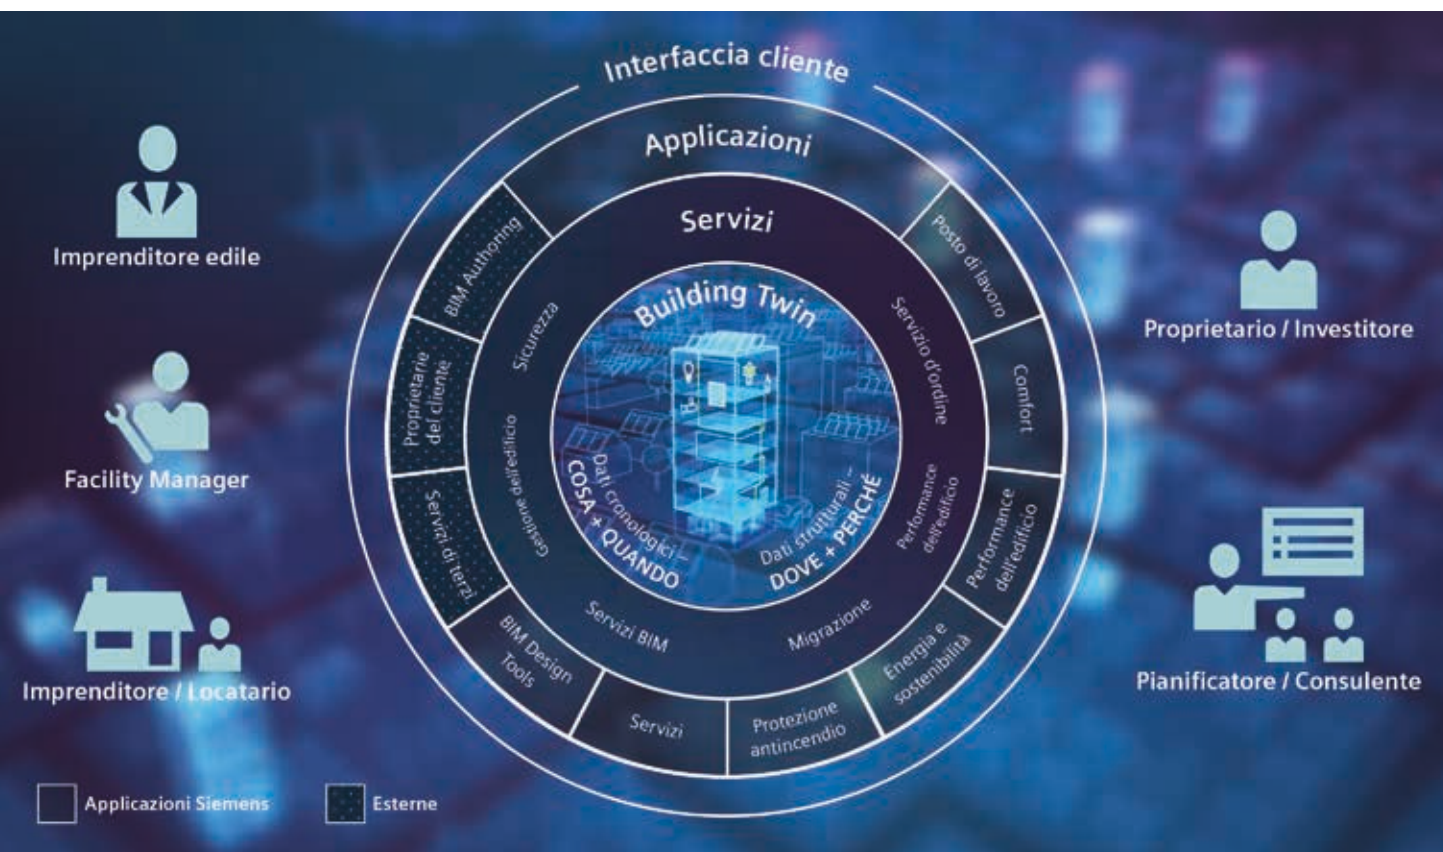 Interfaccia cliente
Applicazioni
Servizi
Building Twin
Dati cronologici –
COSA + QUANDO
Dati strutturali –
DOVE + PERCHÉ
Sicurezza
Gestione dell'edificio
Servizi BIM
Migrazione
Performance
dell'edificio
Servizio d'ordine
BIM Authoring
Proprietarie
del cliente
Servizi di terzi
BIM Design
Tools
Servizi
Protezione
antincendio
Energia e
sostenibilità
Performance
dell'edificio
Comfort
Posto di lavoro
Imprenditore edile
Facility Manager
Imprenditore / Locatario
Proprietario / Investitore
Pianificatore / Consulente
Applicazioni Siemens
Esterne